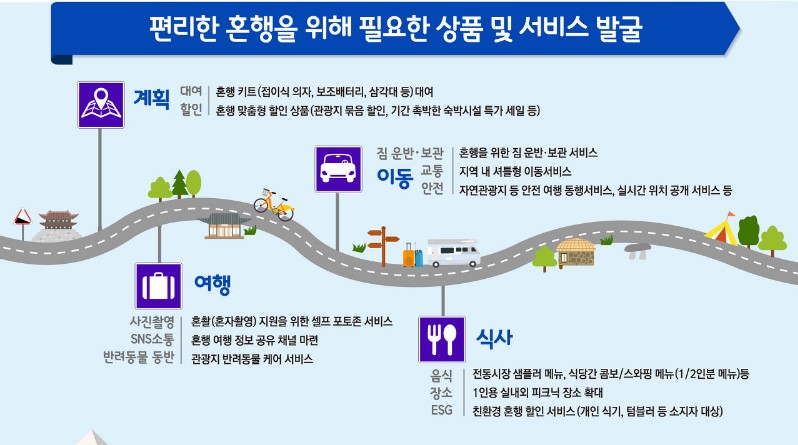 편리한 혼행을 위해 필요한 상품 및 서비스 발굴
계획
대여 혼행 키트(접이식 의자, 보조배터리, 삼각대 등) 대여
할인 혼행 맞춤형 할인 상품(관광지 묶음 할인, 기간 촉박한 숙박시설 특가 세일 등)
이동
짐 운반·보관 혼행을 위한 짐 운반·보관 서비스
교통 지역 내 셔틀형 이동서비스
안전 자연관광지 등 안전 여행 동행서비스, 실시간 위치 공개 서비스 등
여행
사진촬영 혼촬(혼자촬영) 지원을 위한 셀프 포토존 서비스
SNS소통 혼행 여행 정보 공유 채널 마련
반려동물 동반 관광지 반려동물 케어 서비스
식사
음식 전통시장 샘플러 메뉴, 식당간 콤보/스와핑 메뉴(1/2인분 메뉴)등
장소 1인용 실내외 피크닉 장소 확대
ESG 친환경 혼행 할인 서비스(개인 식기, 텀블러 등 소지자 대상)